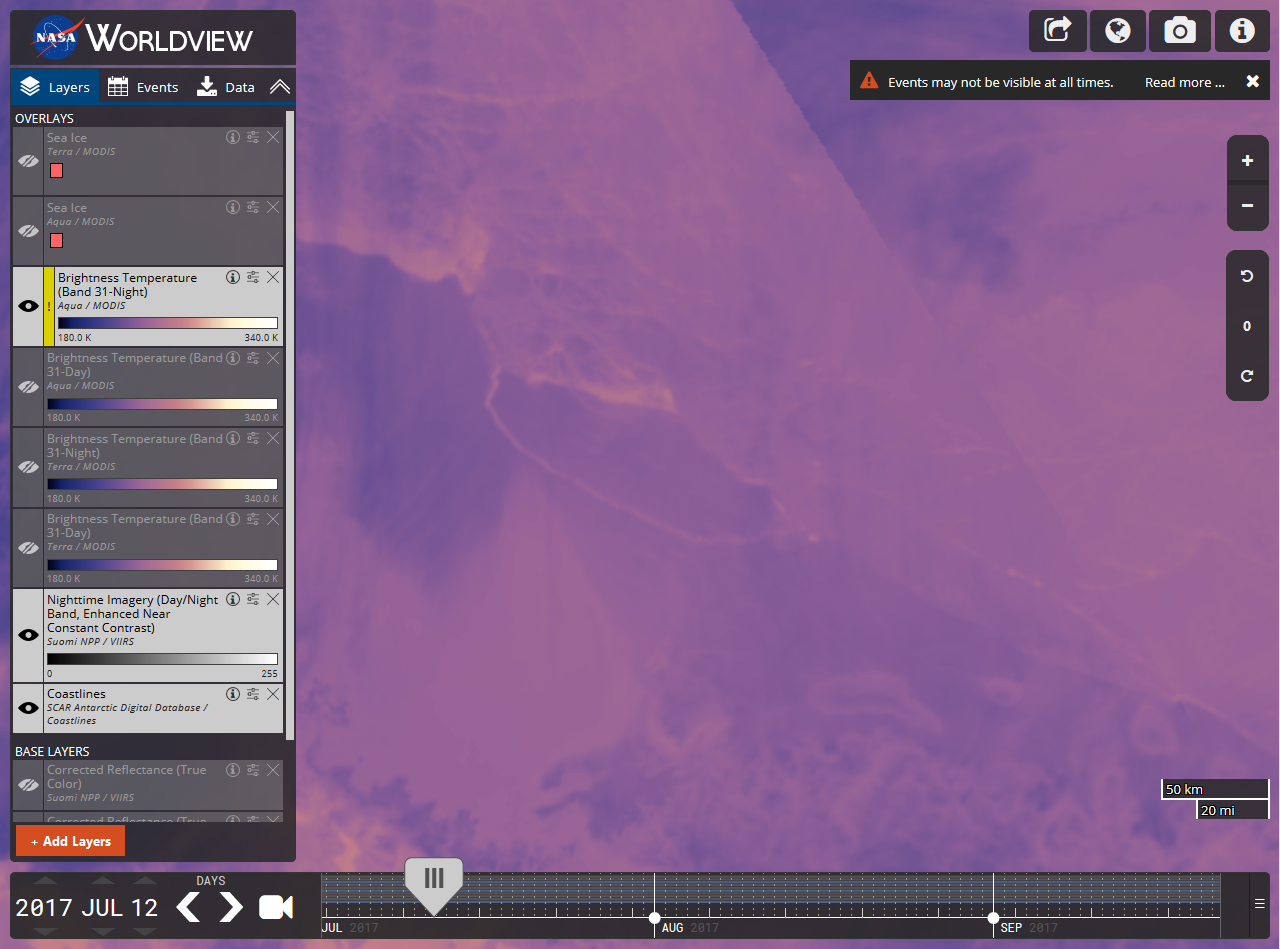 NASA WORLDVIEW
Layers Events Data
Events may not be visible at all times. Read more ...
OVERLAYS
Sea Ice
Terra / MODIS
Sea Ice
Aqua / MODIS
Brightness Temperature
(Band 31-Night)
Aqua / MODIS
180.0 K 340.0 K
Brightness Temperature (Band
31-Day)
Aqua / MODIS
180.0 K 340.0 K
Brightness Temperature (Band
31-Night)
Terra / MODIS
180.0 K 340.0 K
Brightness Temperature (Band
31-Day)
Terra / MODIS
180.0 K 340.0 K
Nighttime Imagery (Day/Night
Band, Enhanced Near
Constant Contrast)
Suomi NPP / VIIRS
0 255
Coastlines
SCAR Antarctic Digital Database /
Coastlines
BASE LAYERS
Corrected Reflectance (True
Color)
Suomi NPP / VIIRS
Corrected Reflectance (True
+ Add Layers
+
−
0
50 km
20 mi
DAYS
2017 JUL 12
JUL 2017 AUG 2017 SEP 2017